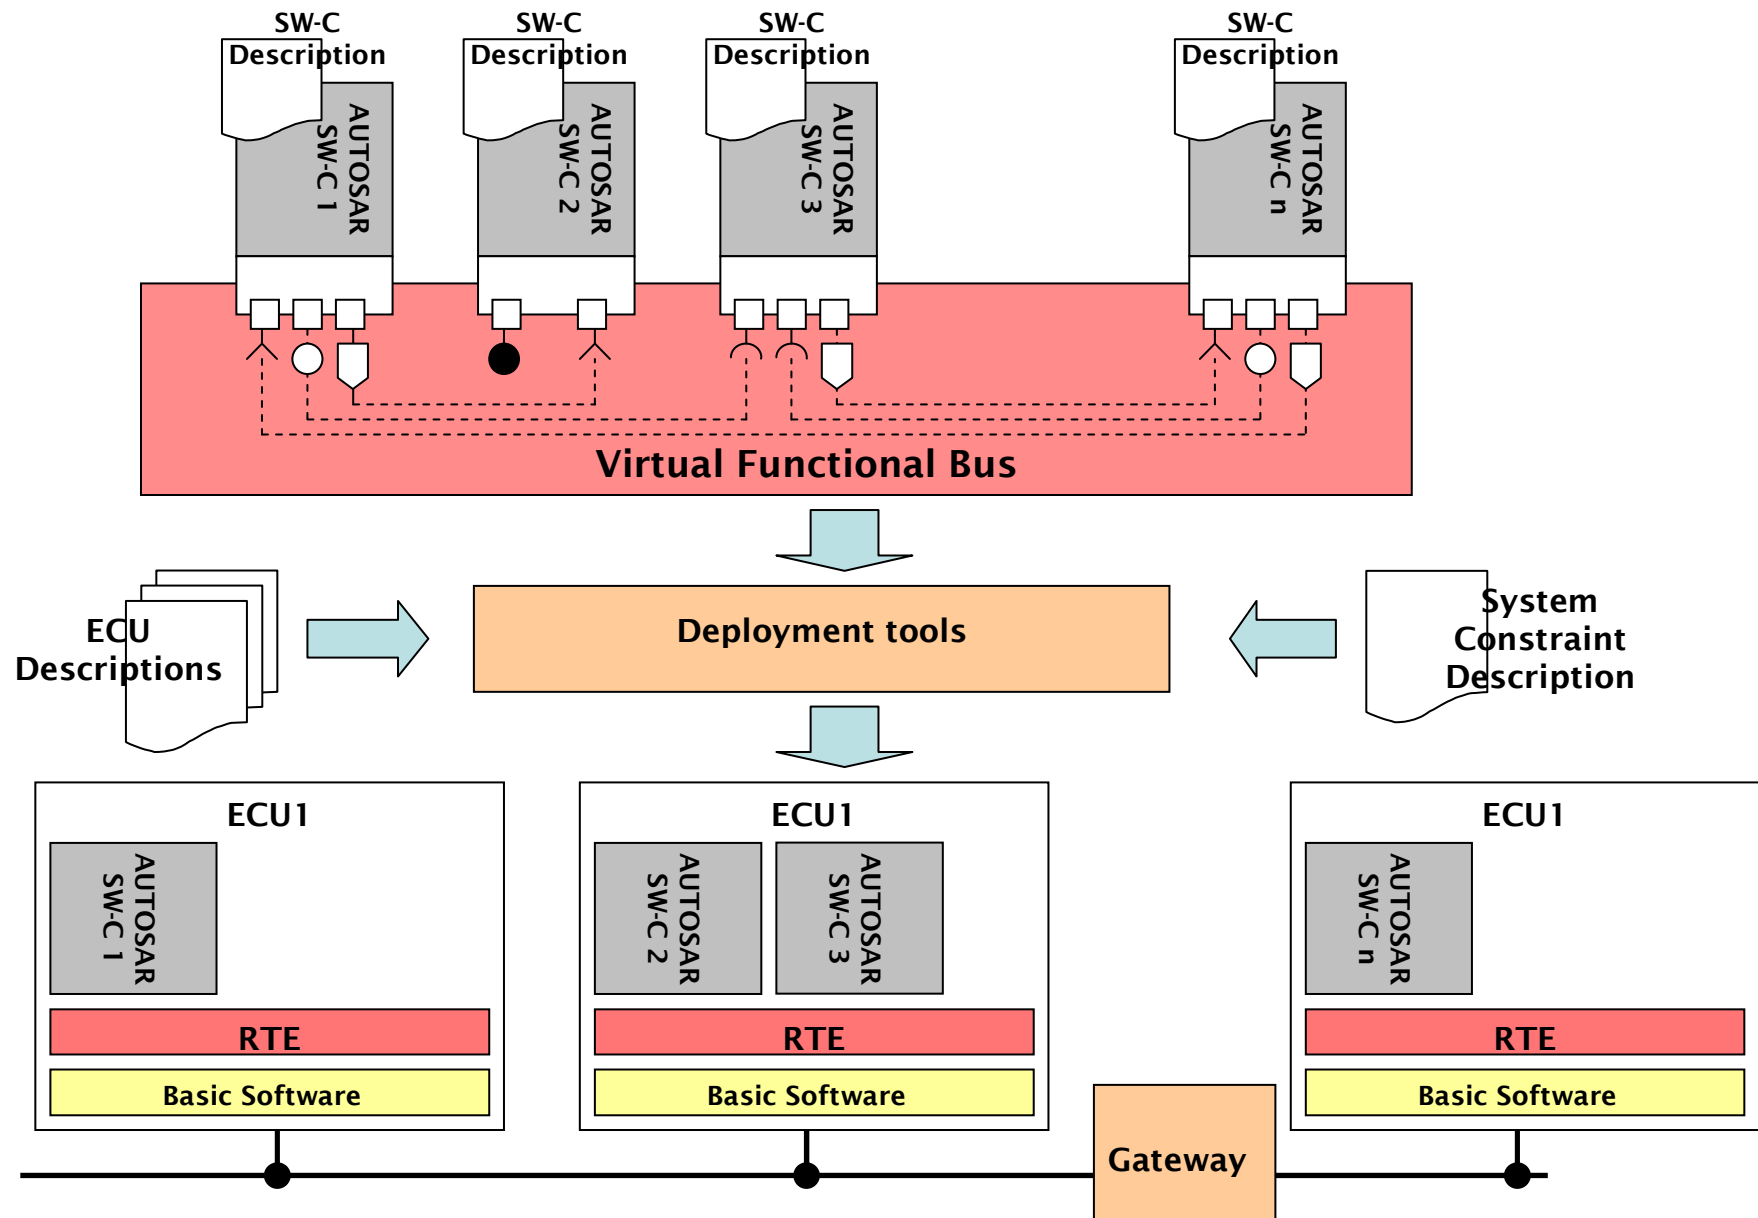 SW-C
Description
SW-C
Description
SW-C
Description
SW-C
Description
AUTOSAR
SW-C 1
AUTOSAR
SW-C 2
AUTOSAR
SW-C 3
AUTOSAR
SW-C n
Virtual Functional Bus
ECU
Descriptions
Deployment tools
System
Constraint
Description
ECU1
AUTOSAR
SW-C 1
RTE
Basic Software
ECU1
AUTOSAR
SW-C 2
AUTOSAR
SW-C 3
RTE
Basic Software
ECU1
AUTOSAR
SW-C n
RTE
Basic Software
Gateway